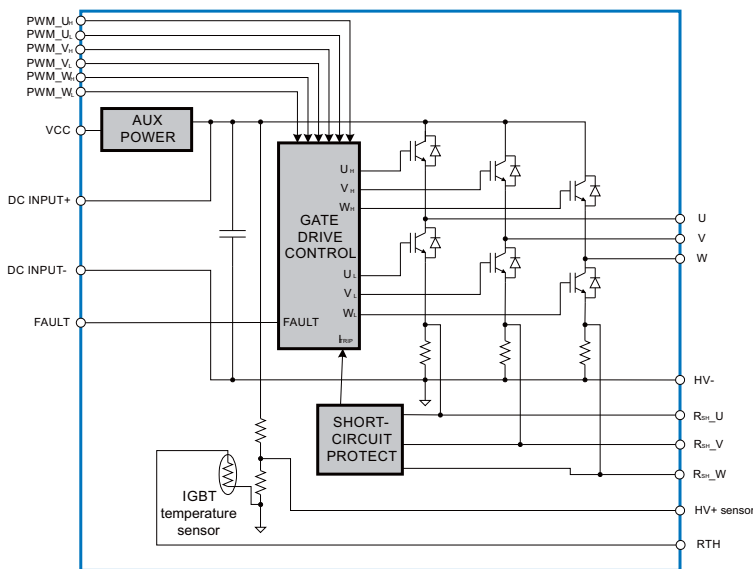 PWM_UH
PWM_UL
PWM_VH
PWM_VL
PWM_WH
PWM_WL
VCC
AUX
POWER
DC INPUT+
DC INPUT-
FAULT
GATE
DRIVE
CONTROL
UH
VH
WH
UL
VL
WL
FAULT
ITRIP
U
V
W
HV-
SHORT-
CIRCUIT
PROTECT
RSH_U
RSH_V
RSH_W
IGBT
temperature
sensor
HV+ sensor
RTH